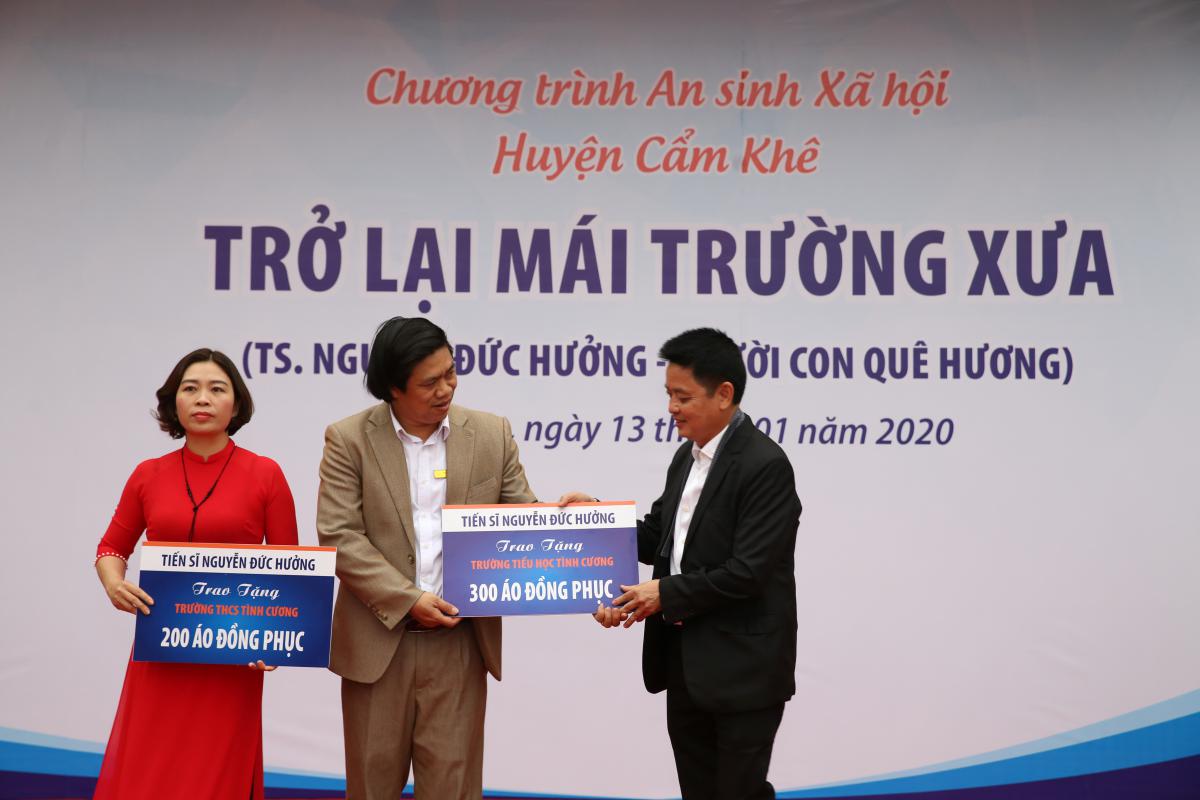 Chương trình An sinh Xã hội
Huyện Cẩm Khê
TRỞ LẠI MÁI TRƯỜNG XƯA
(TS. ĐỨC HƯỞNG - CON QUÊ HƯƠNG)
, ngày 13 01 năm 2020
TIẾN SĨ NGUYỄN ĐỨC HƯỞNG
Trao Tặng
TRƯỜNG THCS TÌNH CƯƠNG
200 ÁO ĐỒNG PHỤC
TIẾN SĨ NGUYỄN ĐỨC HƯỞNG
Trao Tặng
TRƯỜNG TIỂU HỌC TÌNH CƯƠNG
300 ÁO ĐỒNG PHỤC